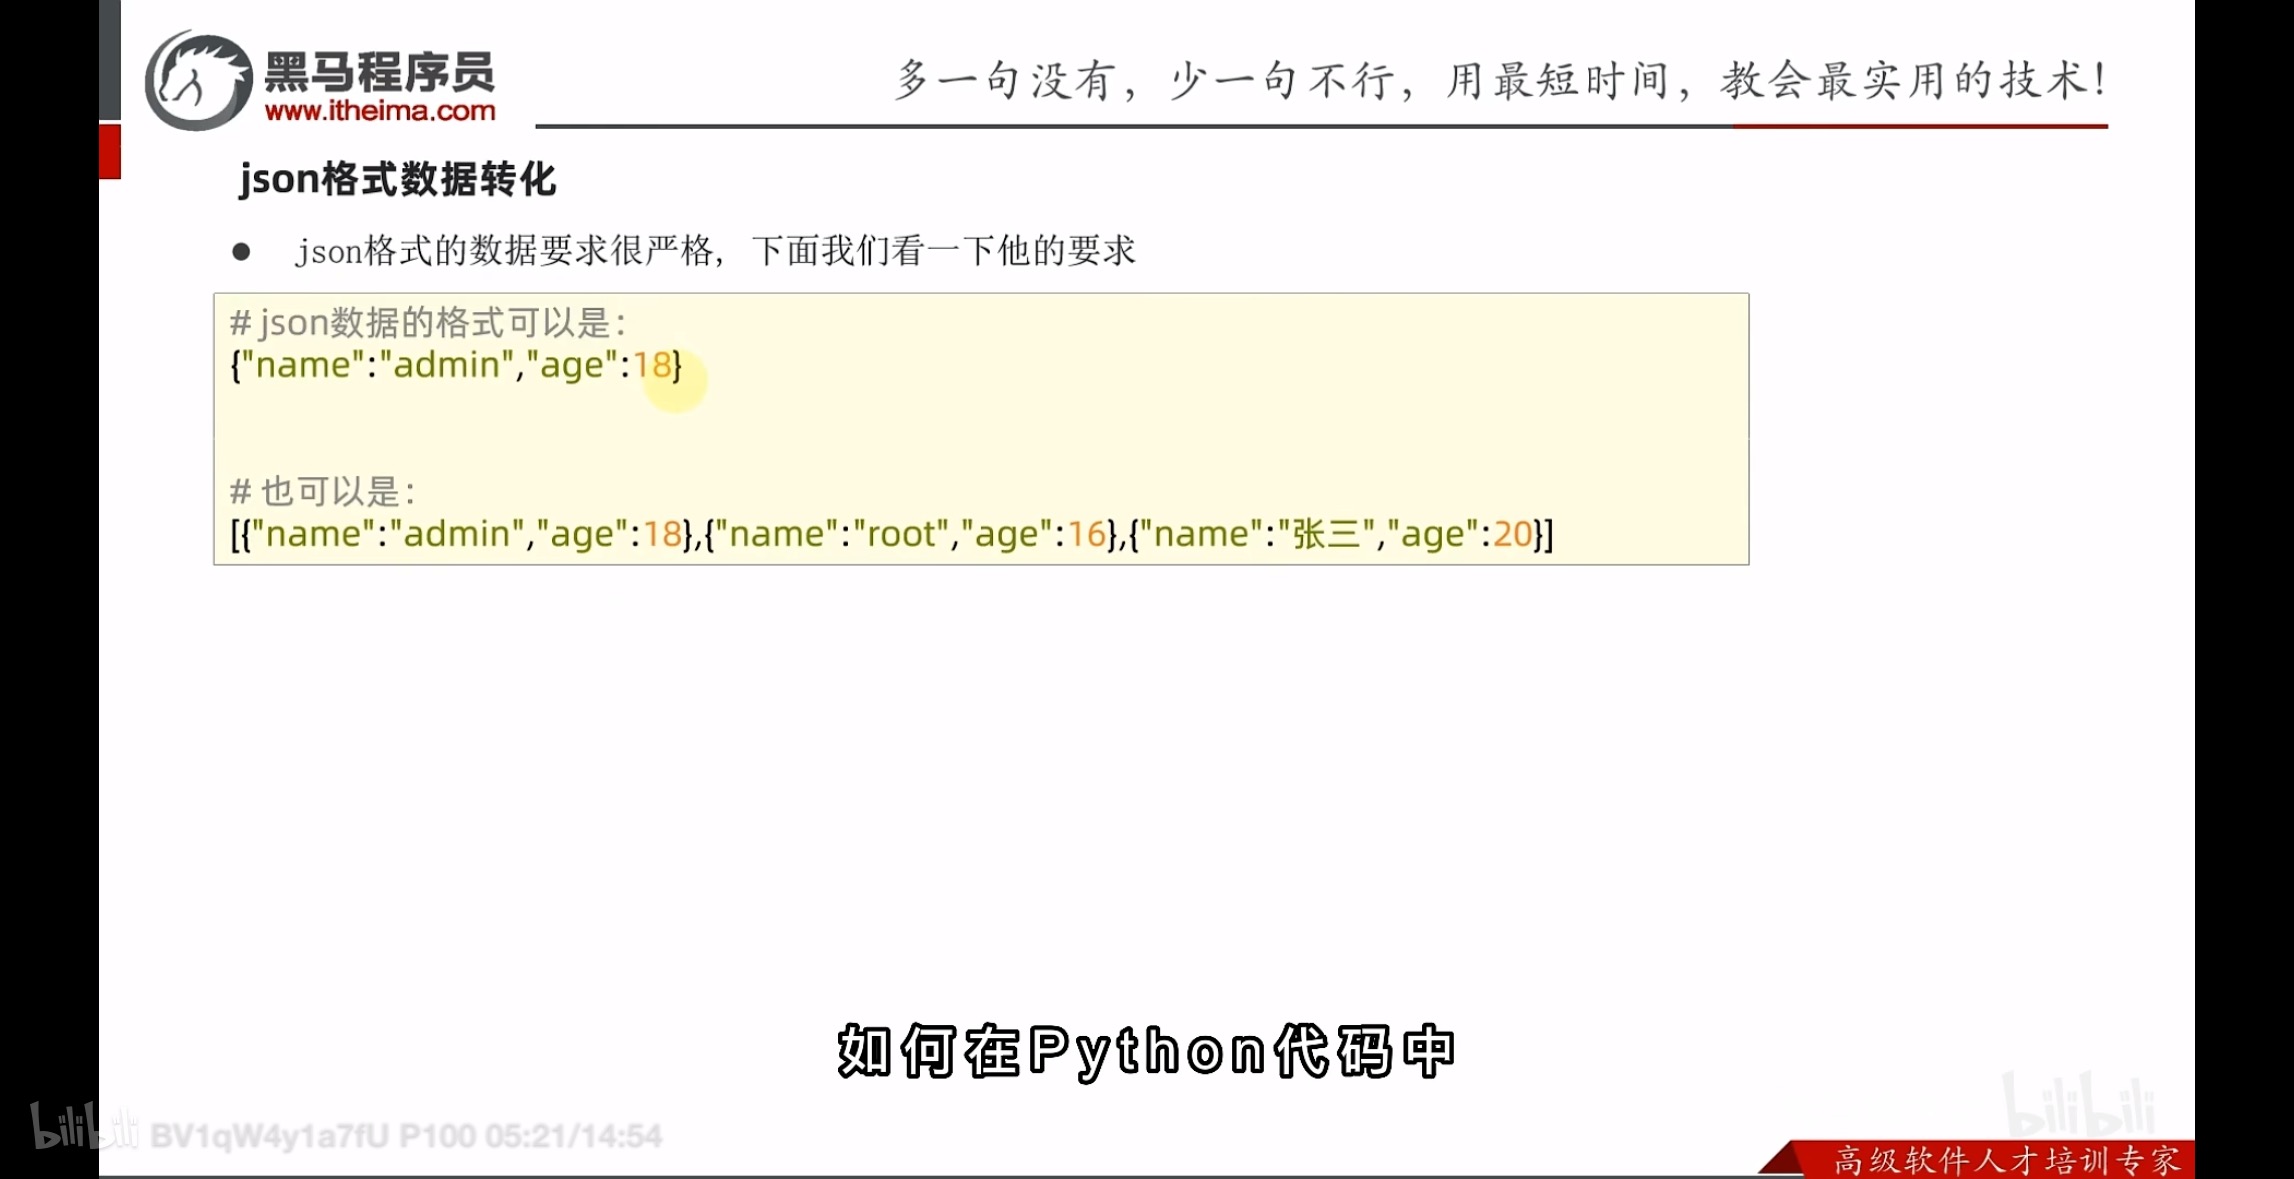 黑马程序员
www.itheima.com
多一句没有，少一句不行，用最短时间，教会最实用的技术！
json格式数据转化
● json格式的数据要求很严格，下面我们看一下他的要求
# json数据的格式可以是：
{"name":"admin","age":18}
# 也可以是：
[{"name":"admin","age":18},{"name":"root","age":16},{"name":"张三","age":20}]
如何在Python代码中
bilibili BV1qW4y1a7fU P100 05:21/14:54
bilibili
高级软件人才培训专家